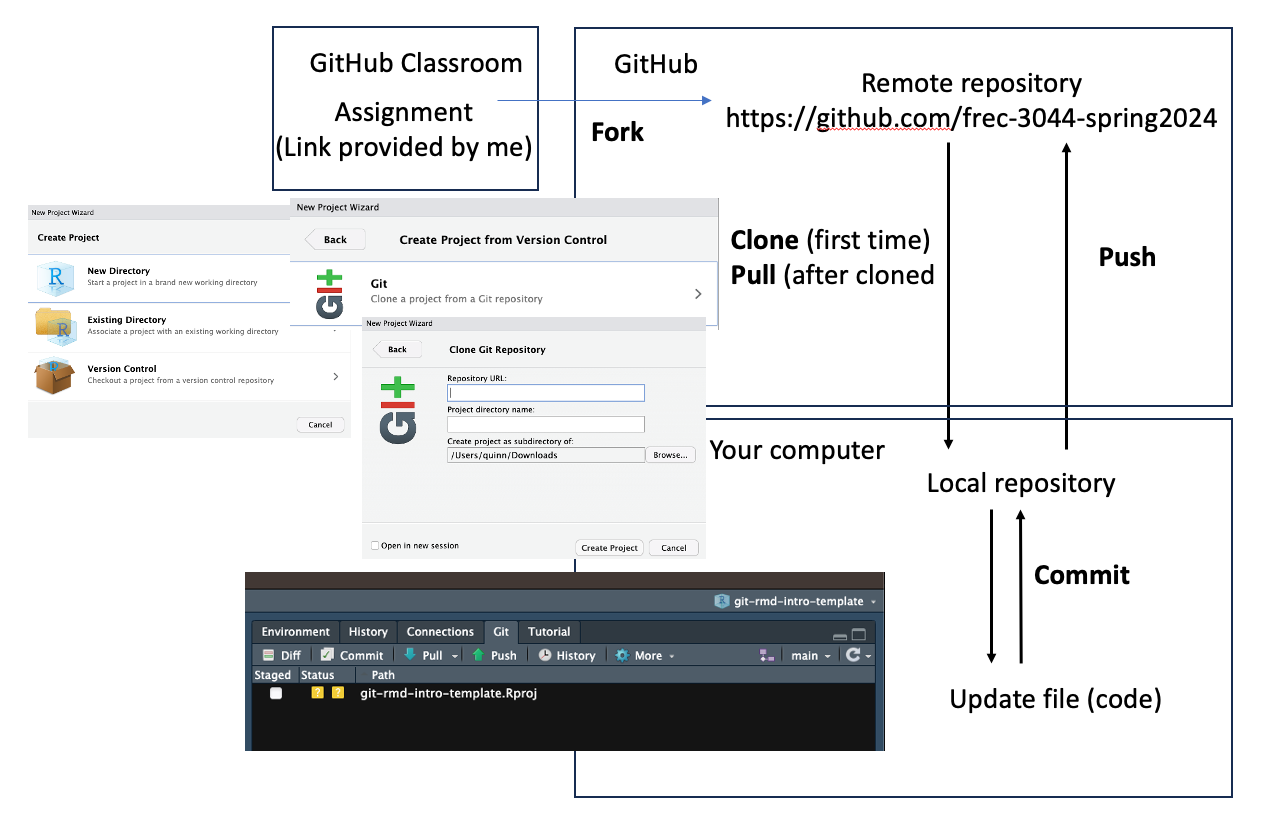 GitHub Classroom
Assignment
(Link provided by me)
GitHub
Fork
Remote repository
https://github.com/frec-3044-spring2024
Clone (first time)
Pull (after cloned
Push
New Project Wizard
Create Project
New Directory
Start a project in a brand new working directory
Existing Directory
Associate a project with an existing working directory
Version Control
Checkout a project from a version control repository
Cancel
New Project Wizard
Back
Create Project from Version Control
Git
Clone a project from a Git repository
New Project Wizard
Back
Clone Git Repository
Repository URL:
Project directory name:
Create project as subdirectory of:
/Users/quinn/Downloads
Browse...
Open in new session
Create Project
Cancel
Your computer
Local repository
Commit
Update file (code)
git-rmd-intro-template
Environment History Connections Git Tutorial
Diff Commit Pull Push History More main
Staged Status Path
? ? git-rmd-intro-template.Rproj